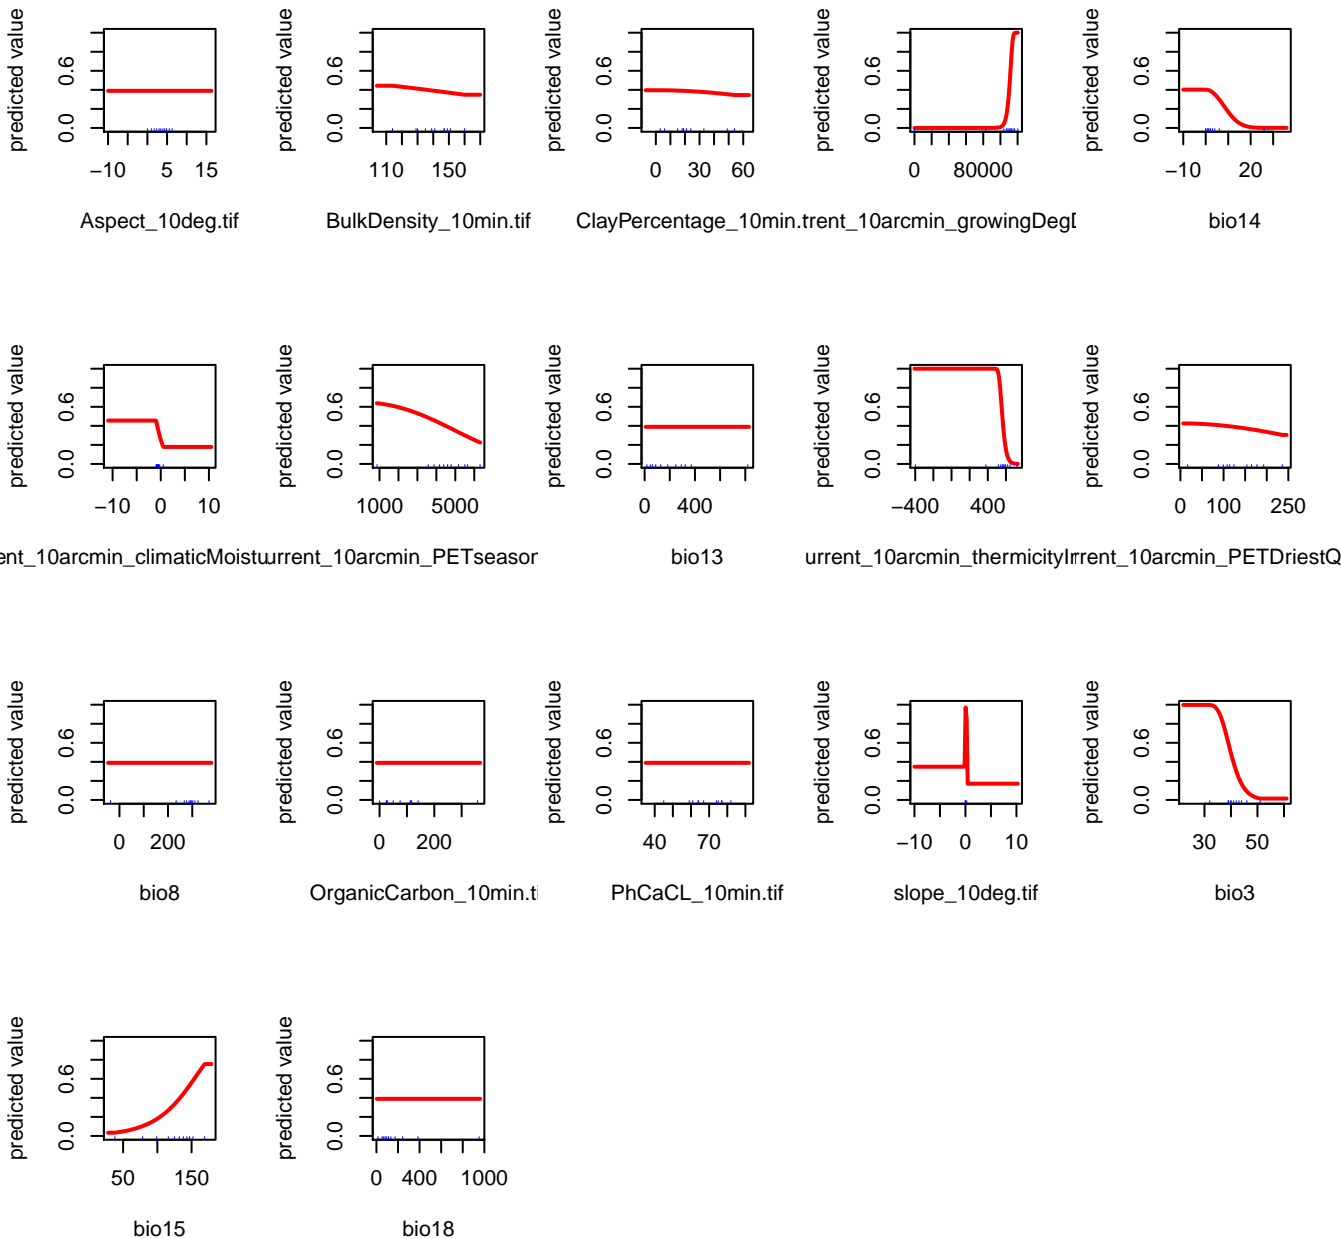 predicted value predicted value predicted value predicted value predicted value
0.0 0.6 0.0 0.6 0.0 0.6 0.0 0.6 0.0 0.6
−10 5 15 110 150 0 30 60 0 80000 −10 20
Aspect_10deg.tif BulkDensity_10min.tif ClayPercentage_10min.trent_10arcmin_growingDegD bio14
predicted value predicted value predicted value predicted value predicted value
0.0 0.6 0.0 0.6 0.0 0.6 0.0 0.6 0.0 0.6
−10 0 10 1000 5000 0 400 −400 400 0 100 250
ent_10arcmin_climaticMoistuurrent_10arcmin_PETseason bio13 urrent_10arcmin_thermicityInrrent_10arcmin_PETDriestQ
predicted value predicted value predicted value predicted value predicted value
0.0 0.6 0.0 0.6 0.0 0.6 0.0 0.6 0.0 0.6
0 200 0 200 40 70 −10 0 10 30 50
bio8 OrganicCarbon_10min.ti PhCaCL_10min.tif slope_10deg.tif bio3
predicted value predicted value
0.0 0.6 0.0 0.6
50 150 0 400 1000
bio15 bio18